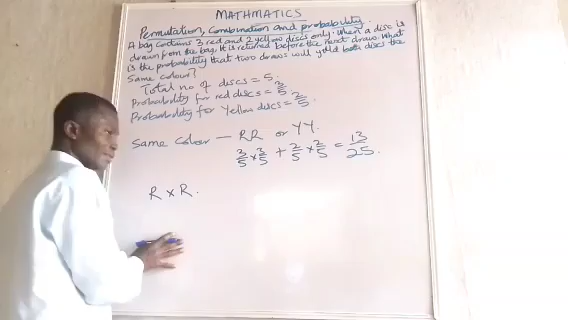 MATHMATICS
Permutation, Combination and probability.
A bag contains 3 red and 2 yellow discs only. When a disc is
drawn from the bag, it is returned before the next draw. What
is the probability that two draws will yield both discs the
same colour?
Total no of discs = 5.
Probability for red discs = 3/5
Probability for Yellow discs = 2/5.
Same Colour — RR or YY.
3/5 × 3/5 + 2/5 × 2/5 = 13/25.
R × R.